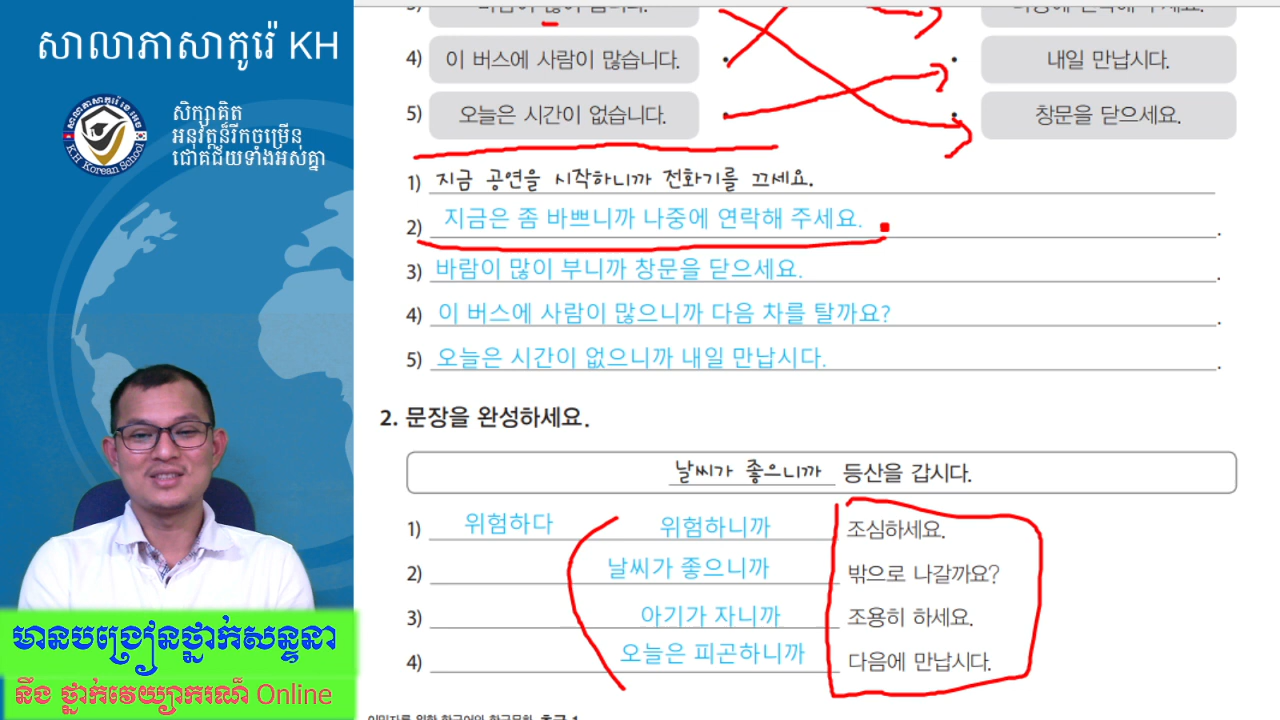 សាលាភាសាកូរ៉េ KH
សិក្សាគិត
អនុវត្តន៍រីកចម្រើន
ជោគជ័យទាំងអស់គ្នា
K.H Korean School
មានបង្រៀនថ្នាក់សន្ទនា
និង ថ្នាក់វេយ្យាករណ៍ Online
4) 이 버스에 사람이 많습니다. • • 내일 만납시다.
5) 오늘은 시간이 없습니다. • • 창문을 닫으세요.
1) 지금 공연을 시작하니까 전화기를 끄세요.
2) 지금은 좀 바쁘니까 나중에 연락해 주세요. .
3) 바람이 많이 부니까 창문을 닫으세요. .
4) 이 버스에 사람이 많으니까 다음 차를 탈까요? .
5) 오늘은 시간이 없으니까 내일 만납시다. .
2. 문장을 완성하세요.
날씨가 좋으니까 등산을 갑시다.
1) 위험하다 위험하니까 조심하세요.
2) 날씨가 좋으니까 밖으로 나갈까요?
3) 아기가 자니까 조용히 하세요.
4) 오늘은 피곤하니까 다음에 만납시다.